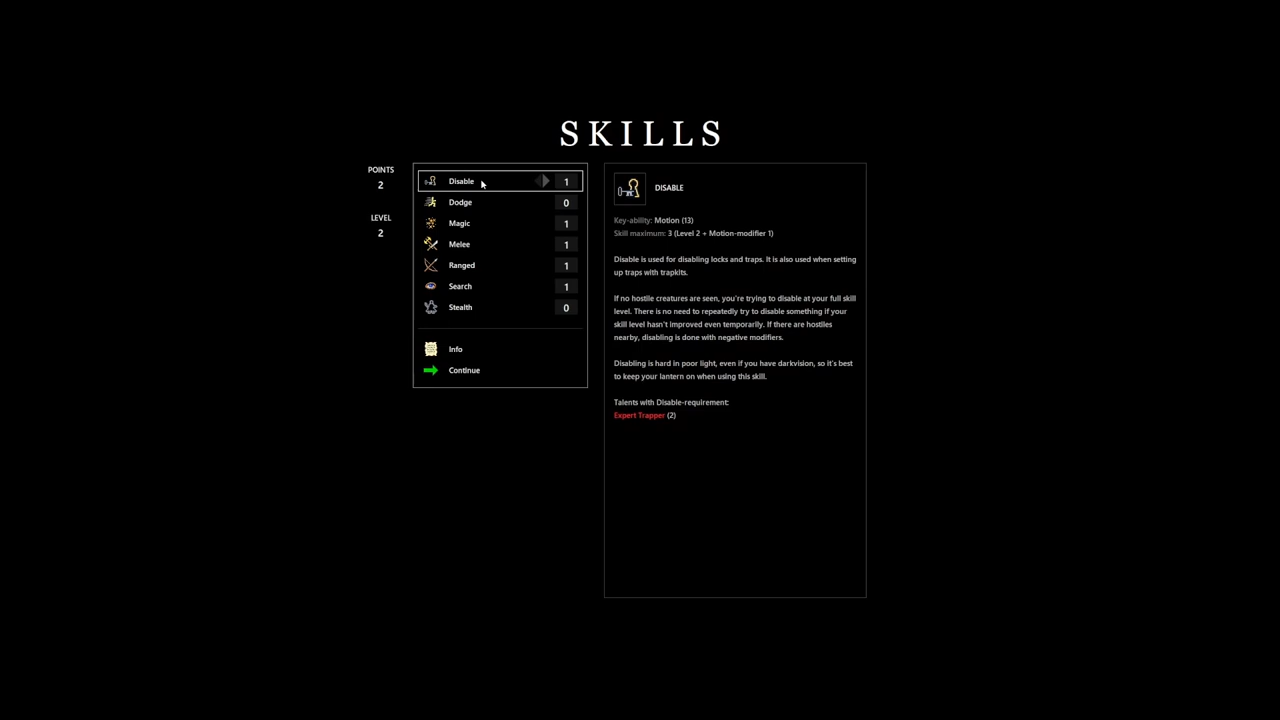 SKILLS
POINTS
2
LEVEL
2
Disable 1
Dodge 0
Magic 1
Melee 1
Ranged 1
Search 1
Stealth 0
Info
Continue
DISABLE
Key-ability: Motion (13)
Skill maximum: 3 (Level 2 + Motion-modifier 1)
Disable is used for disabling locks and traps. It is also used when setting
up traps with trapkits.
If no hostile creatures are seen, you're trying to disable at your full skill
level. There is no need to repeatedly try to disable something if your
skill level hasn't improved even temporarily. If there are hostiles
nearby, disabling is done with negative modifiers.
Disabling is hard in poor light, even if you have darkvision, so it's best
to keep your lantern on when using this skill.
Talents with Disable-requirement:
Expert Trapper (2)